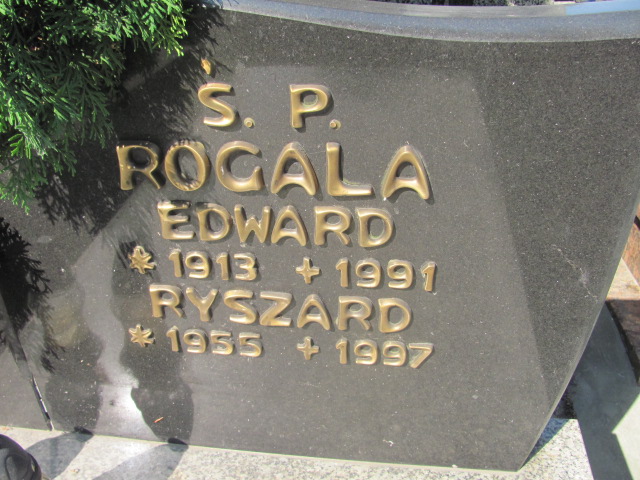 Ś. P.
ROGALA
EDWARD
* 1913 + 1991
RYSZARD
* 1955 + 1997